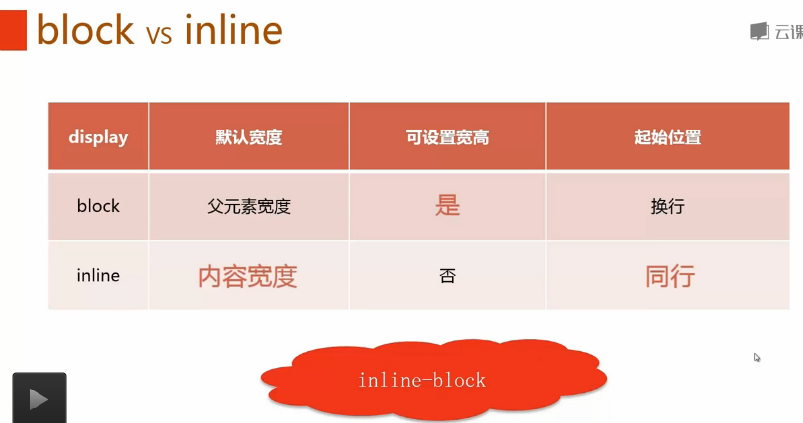 block vs inline
云课
display 默认宽度 可设置宽高 起始位置
block 父元素宽度 是 换行
inline 内容宽度 否 同行
inline-block